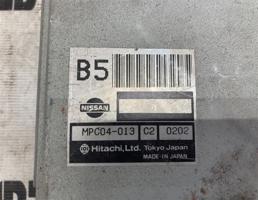 B5
NISSAN
MPC04-013 C2 0202
Hitachi, Ltd. Tokyo Japan
MADE IN JAPAN